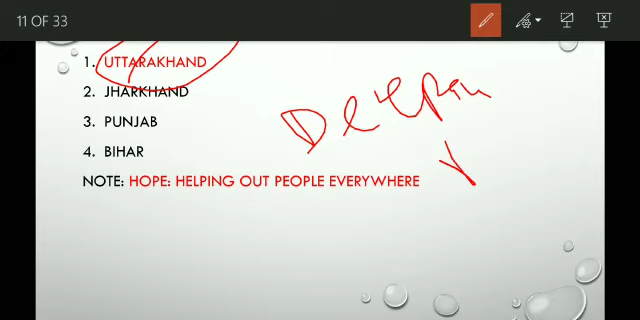 11 OF 33
1. UTTARAKHAND
2. JHARKHAND
3. PUNJAB
4. BIHAR
NOTE: HOPE: HELPING OUT PEOPLE EVERYWHERE